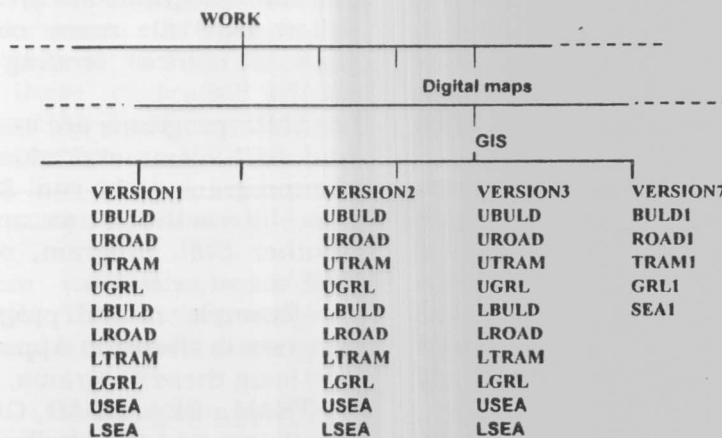 WORK
Digital maps
GIS
VERSION1 VERSION2 VERSION3 VERSION7
UBULD UBULD UBULD BULD1
UROAD UROAD UROAD ROAD1
UTRAM UTRAM UTRAM TRAM1
UGRL UGRL UGRL GRL1
LBULD LBULD LBULD SEA1
LROAD LROAD LROAD
LTRAM LTRAM LTRAM
LGRL LGRL LGRL
USEA USEA USEA
LSEA LSEA LSEA